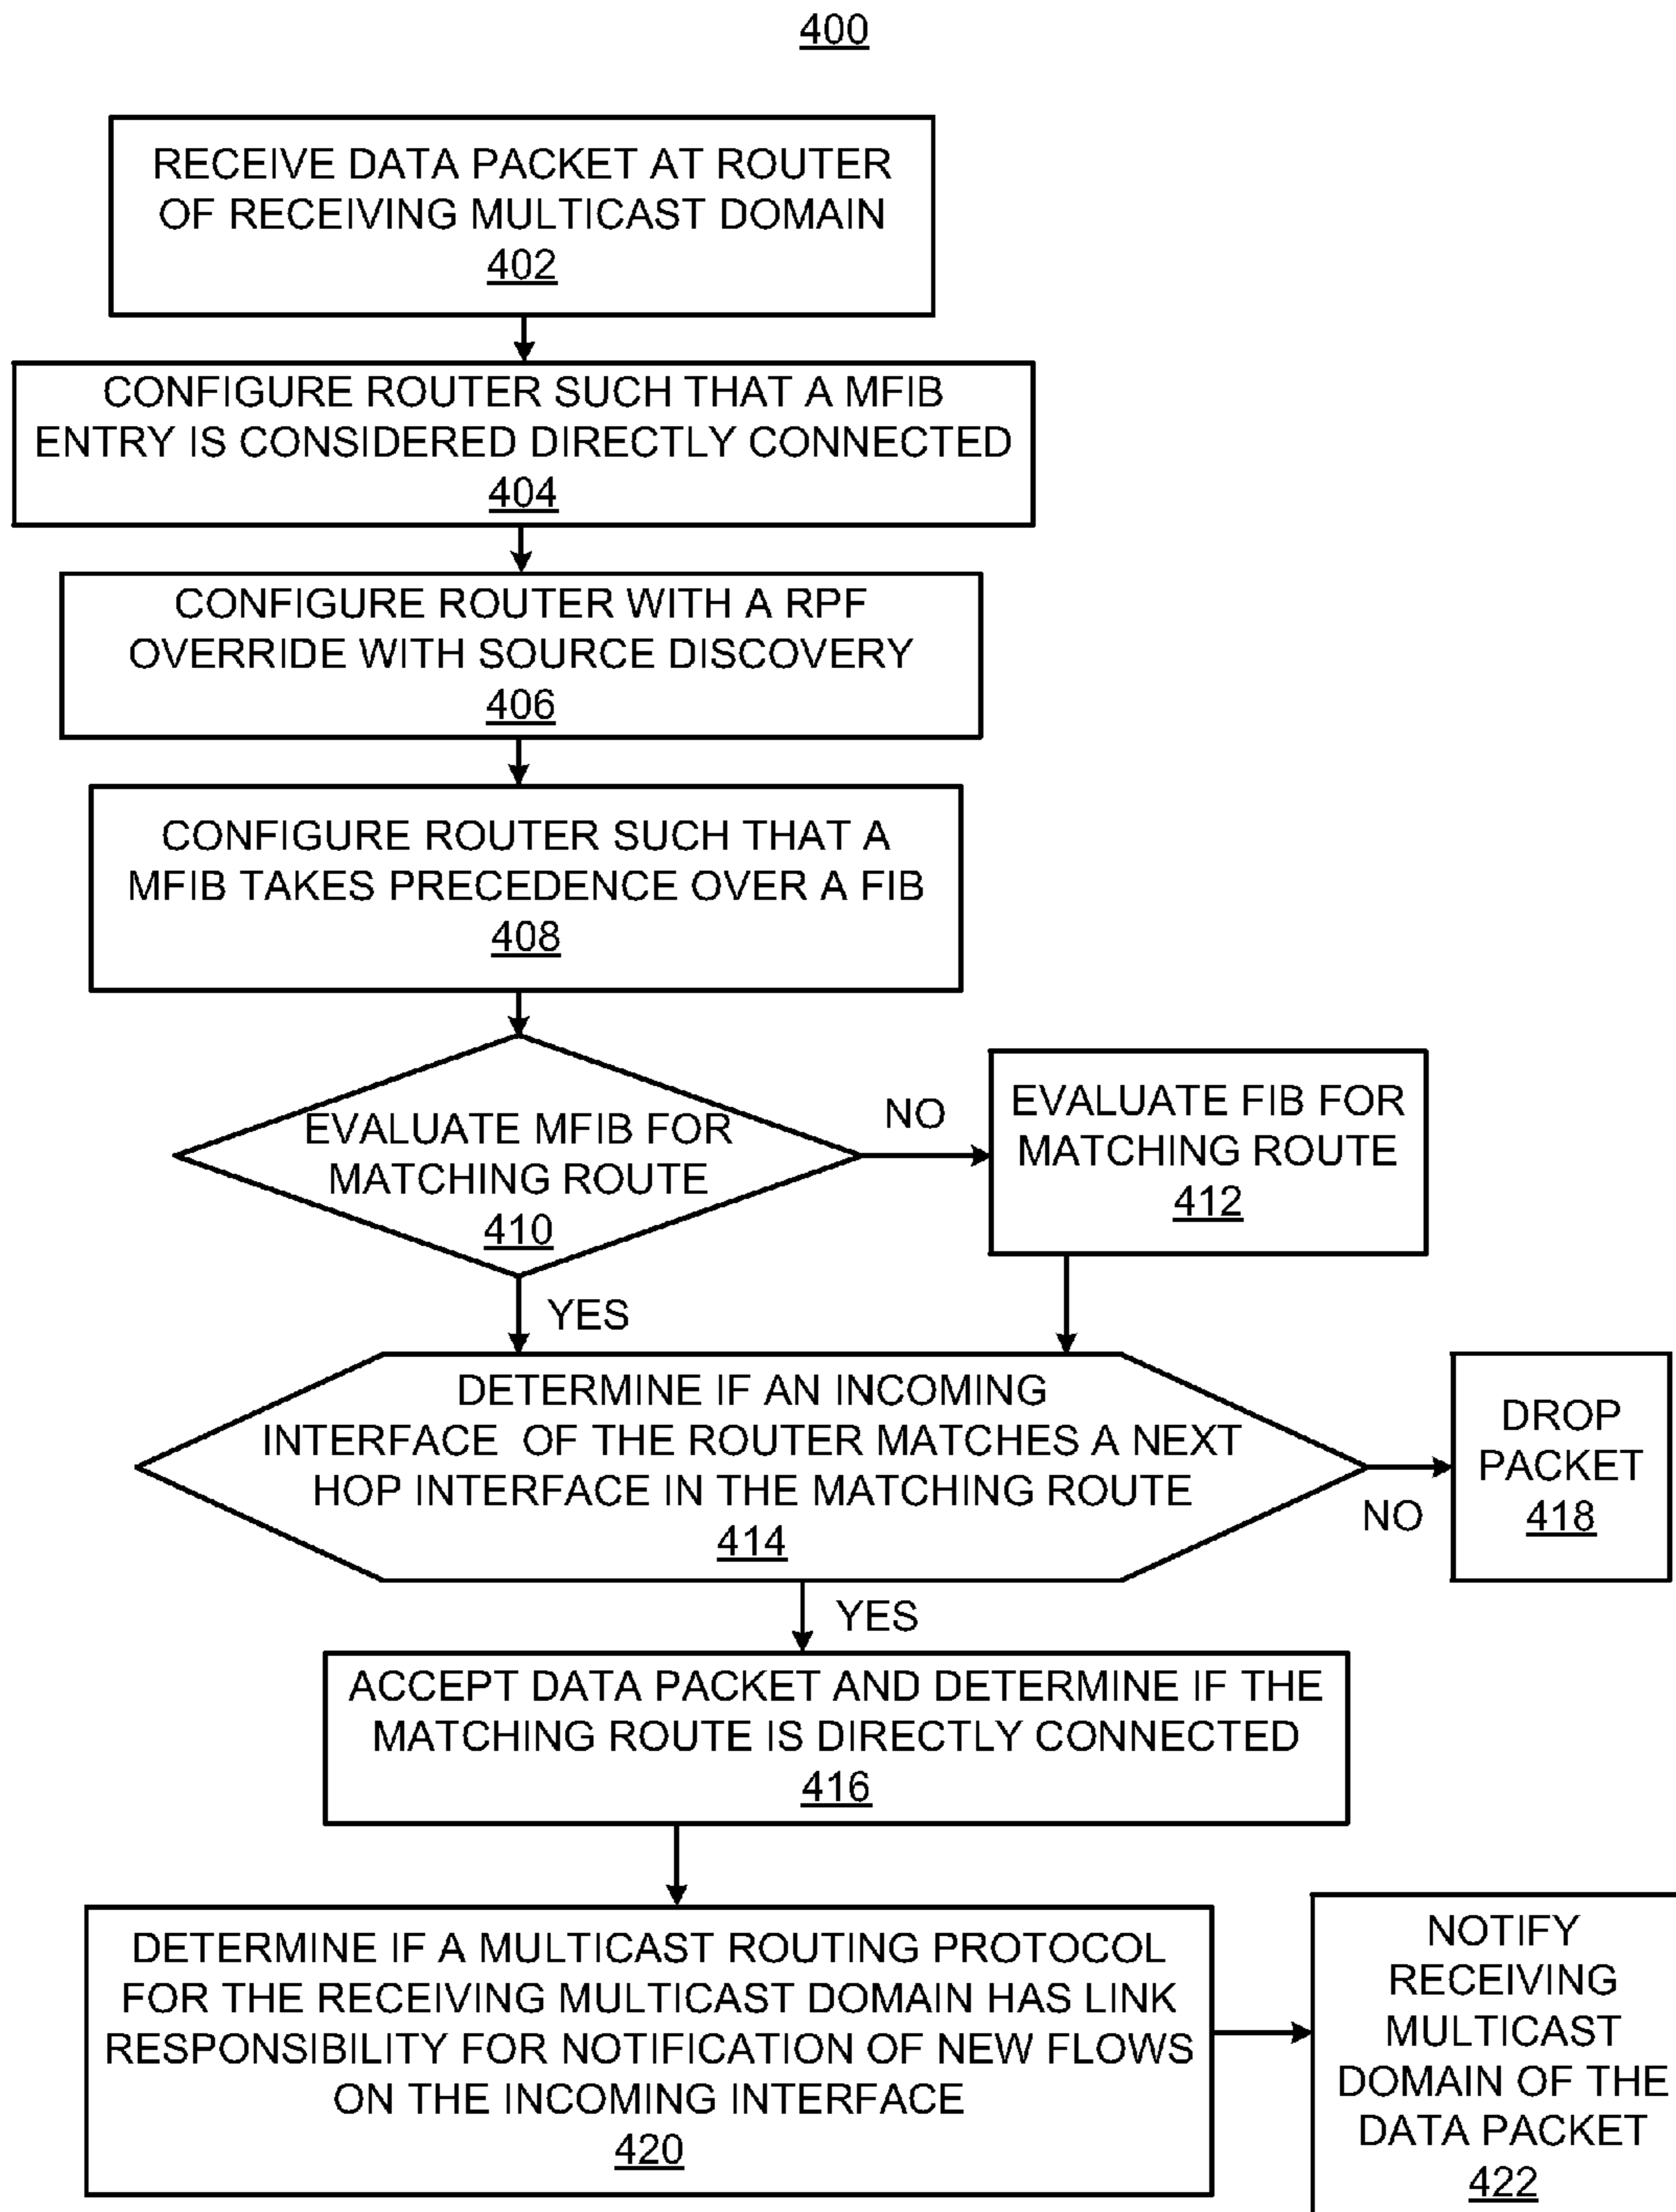 400
RECEIVE DATA PACKET AT ROUTER
OF RECEIVING MULTICAST DOMAIN
402
CONFIGURE ROUTER SUCH THAT A MFIB
ENTRY IS CONSIDERED DIRECTLY CONNECTED
404
CONFIGURE ROUTER WITH A RPF
OVERRIDE WITH SOURCE DISCOVERY
406
CONFIGURE ROUTER SUCH THAT A
MFIB TAKES PRECEDENCE OVER A FIB
408
EVALUATE MFIB FOR
MATCHING ROUTE
410
NO
EVALUATE FIB FOR
MATCHING ROUTE
412
YES
DETERMINE IF AN INCOMING
INTERFACE OF THE ROUTER MATCHES A NEXT
HOP INTERFACE IN THE MATCHING ROUTE
414
NO
DROP
PACKET
418
YES
ACCEPT DATA PACKET AND DETERMINE IF THE
MATCHING ROUTE IS DIRECTLY CONNECTED
416
DETERMINE IF A MULTICAST ROUTING PROTOCOL
FOR THE RECEIVING MULTICAST DOMAIN HAS LINK
RESPONSIBILITY FOR NOTIFICATION OF NEW FLOWS
ON THE INCOMING INTERFACE
420
NOTIFY
RECEIVING
MULTICAST
DOMAIN OF THE
DATA PACKET
422